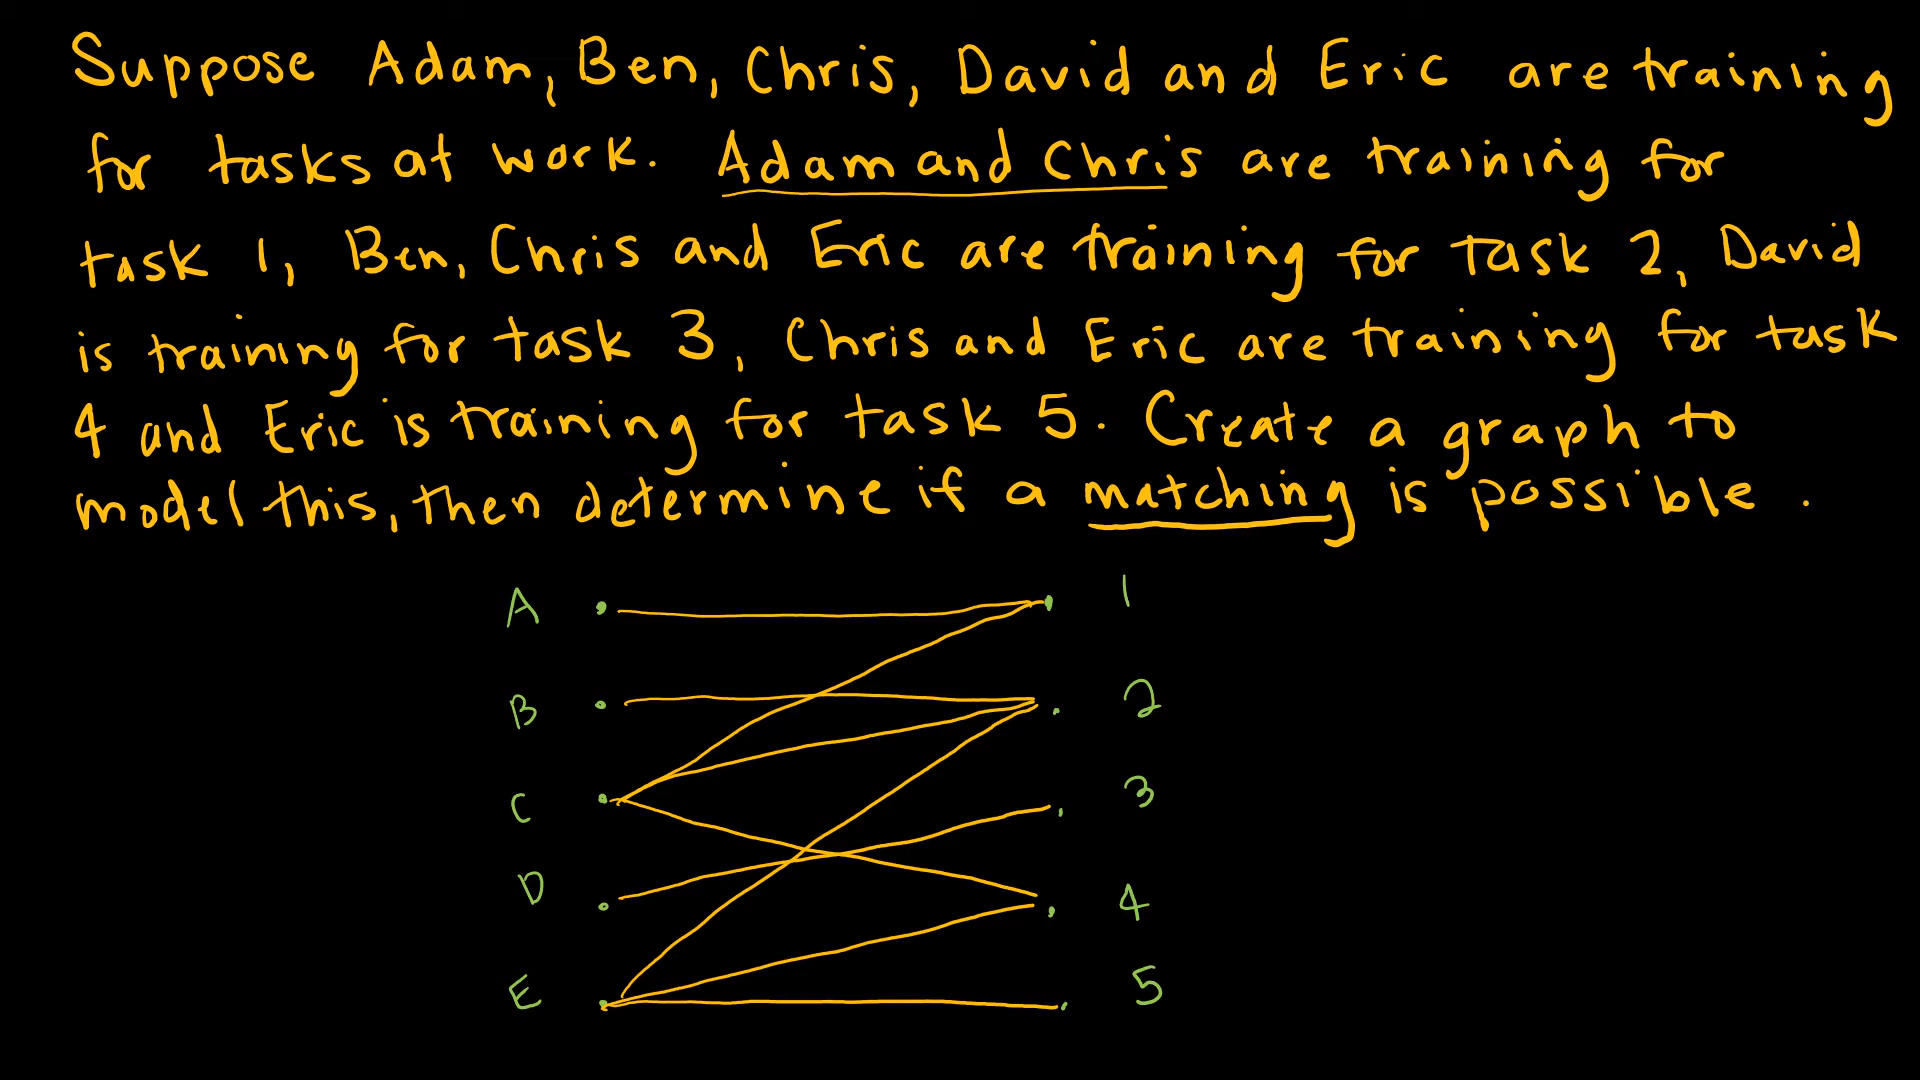 Suppose Adam, Ben, Chris, David and Eric are training
for tasks at work. Adam and Chris are training for
task 1, Ben, Chris and Eric are training for task 2, David
is training for task 3, Chris and Eric are training for task
4 and Eric is training for task 5. Create a graph to
model this, then determine if a matching is possible.
A 1
B 2
C 3
D 4
E 5